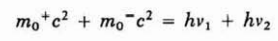 m₀⁺c² + m₀⁻c² = hν₁ + hν₂